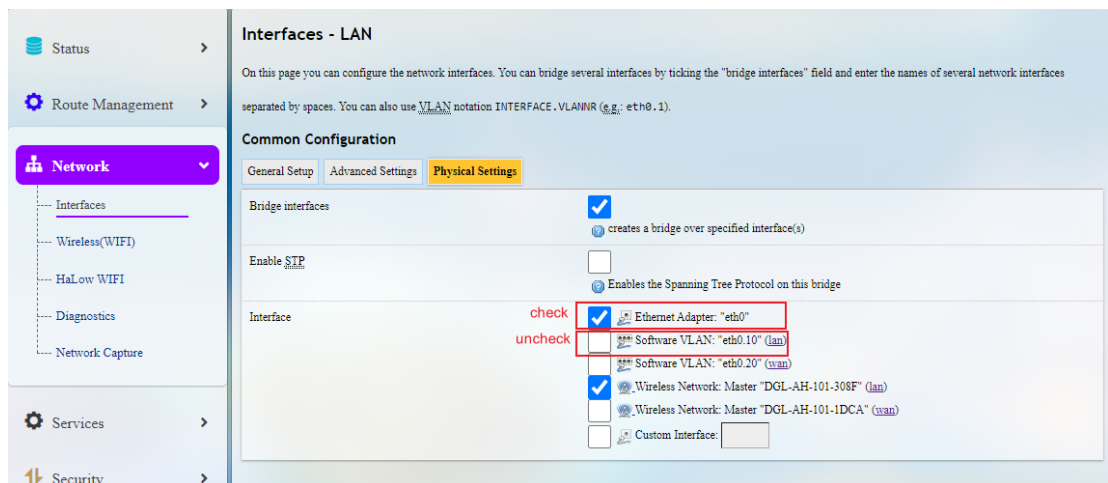 Status
Route Management
Network
Interfaces
Wireless(WIFI)
HaLow WIFI
Diagnostics
Network Capture
Services
Security
Interfaces - LAN
On this page you can configure the network interfaces. You can bridge several interfaces by ticking the "bridge interfaces" field and enter the names of several network interfaces
separated by spaces. You can also use VLAN notation INTERFACE.VLANNR (e.g.: eth0.1).
Common Configuration
General Setup Advanced Settings Physical Settings
Bridge interfaces
creates a bridge over specified interface(s)
Enable STP
Enables the Spanning Tree Protocol on this bridge
Interface
check Ethernet Adapter: "eth0"
uncheck Software VLAN: "eth0.10" (lan)
Software VLAN: "eth0.20" (wan)
Wireless Network: Master "DGL-AH-101-308F" (lan)
Wireless Network: Master "DGL-AH-101-1DCA" (wan)
Custom Interface: